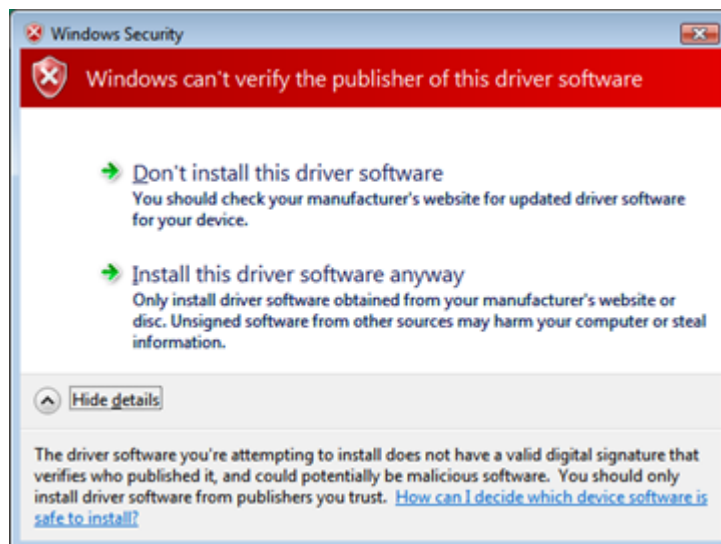 Windows Security
Windows can't verify the publisher of this driver software
Don't install this driver software
You should check your manufacturer's website for updated driver software
for your device.
Install this driver software anyway
Only install driver software obtained from your manufacturer's website or
disc. Unsigned software from other sources may harm your computer or steal
information.
Hide details
The driver software you're attempting to install does not have a valid digital signature that
verifies who published it, and could potentially be malicious software. You should only
install driver software from publishers you trust. How can I decide which device software is
safe to install?